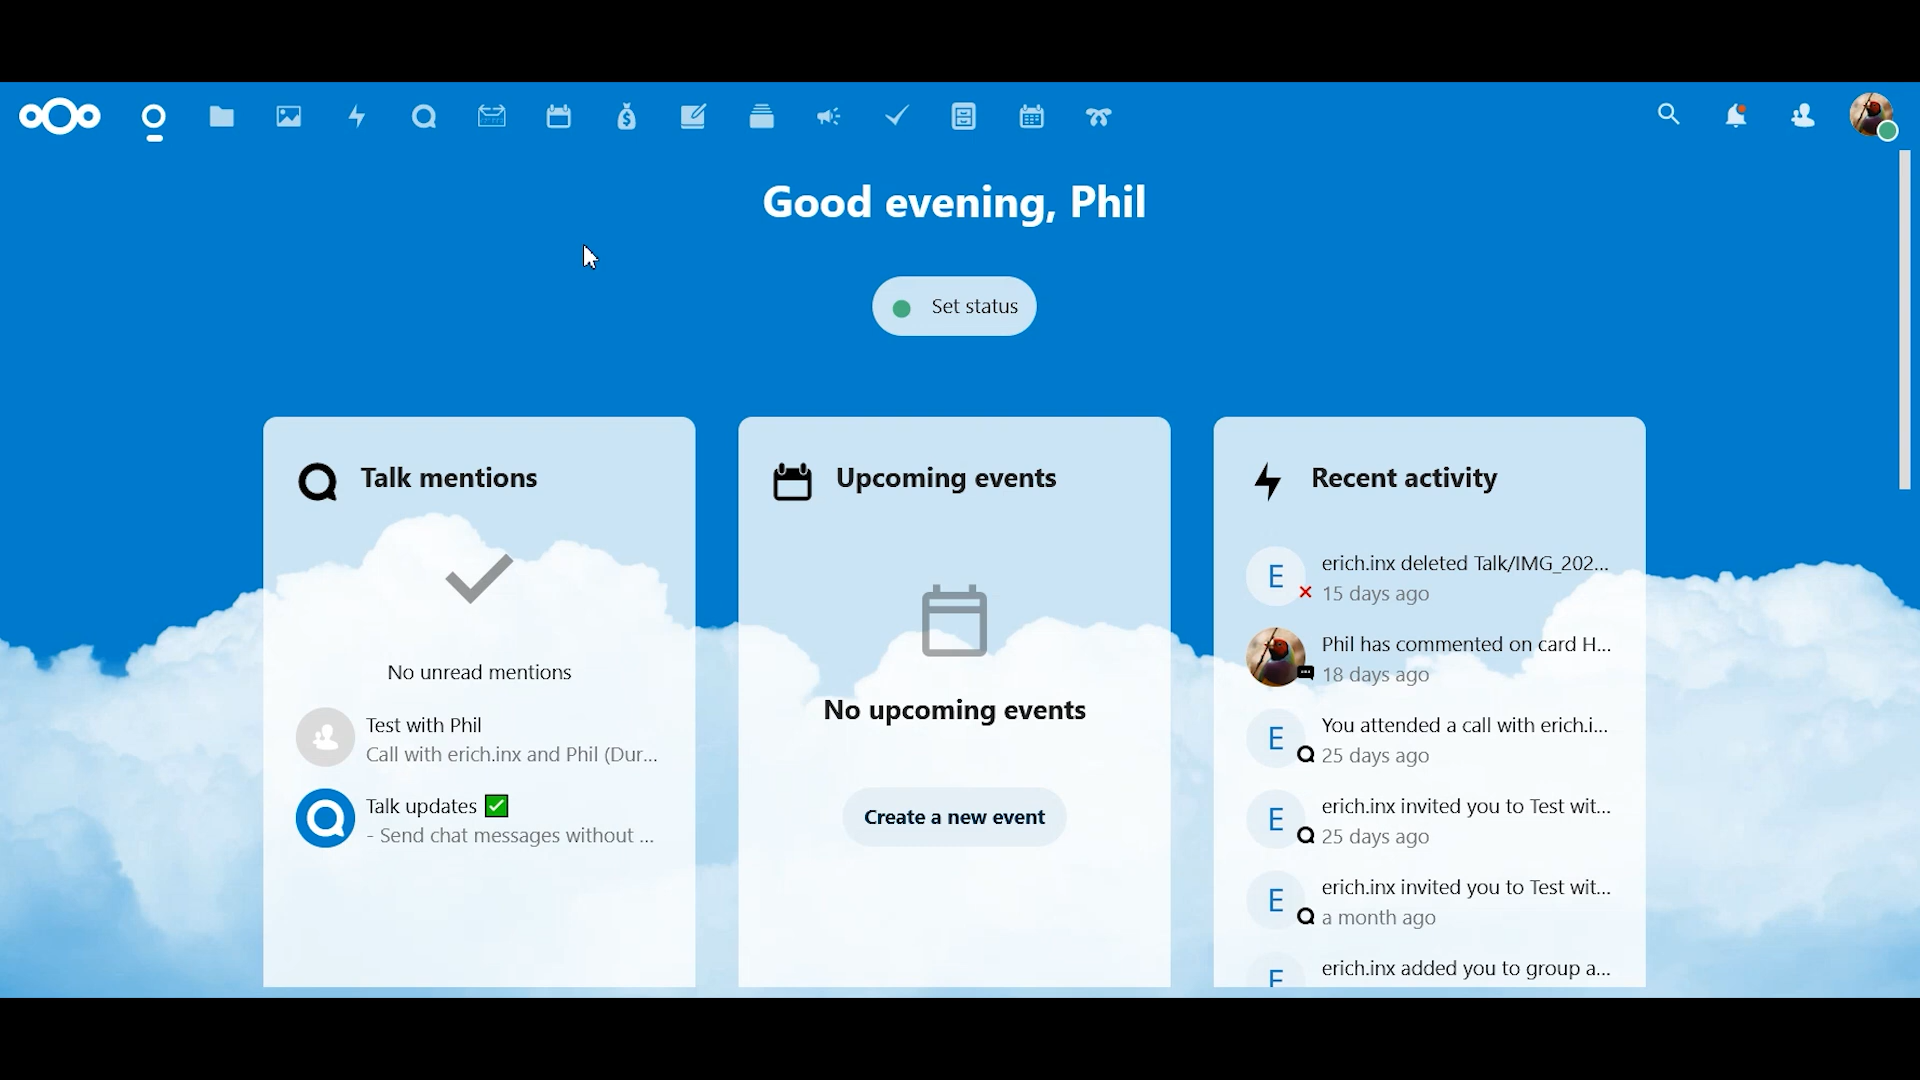 Good evening, Phil
Set status
Talk mentions
No unread mentions
Test with Phil
Call with erich.inx and Phil (Dur...
Talk updates ✅
- Send chat messages without ...
Upcoming events
No upcoming events
Create a new event
Recent activity
E
erich.inx deleted Talk/IMG_202...
15 days ago
Phil has commented on card H...
18 days ago
E
You attended a call with erich.i...
25 days ago
E
erich.inx invited you to Test wit...
25 days ago
E
erich.inx invited you to Test wit...
a month ago
E
erich.inx added you to group a...